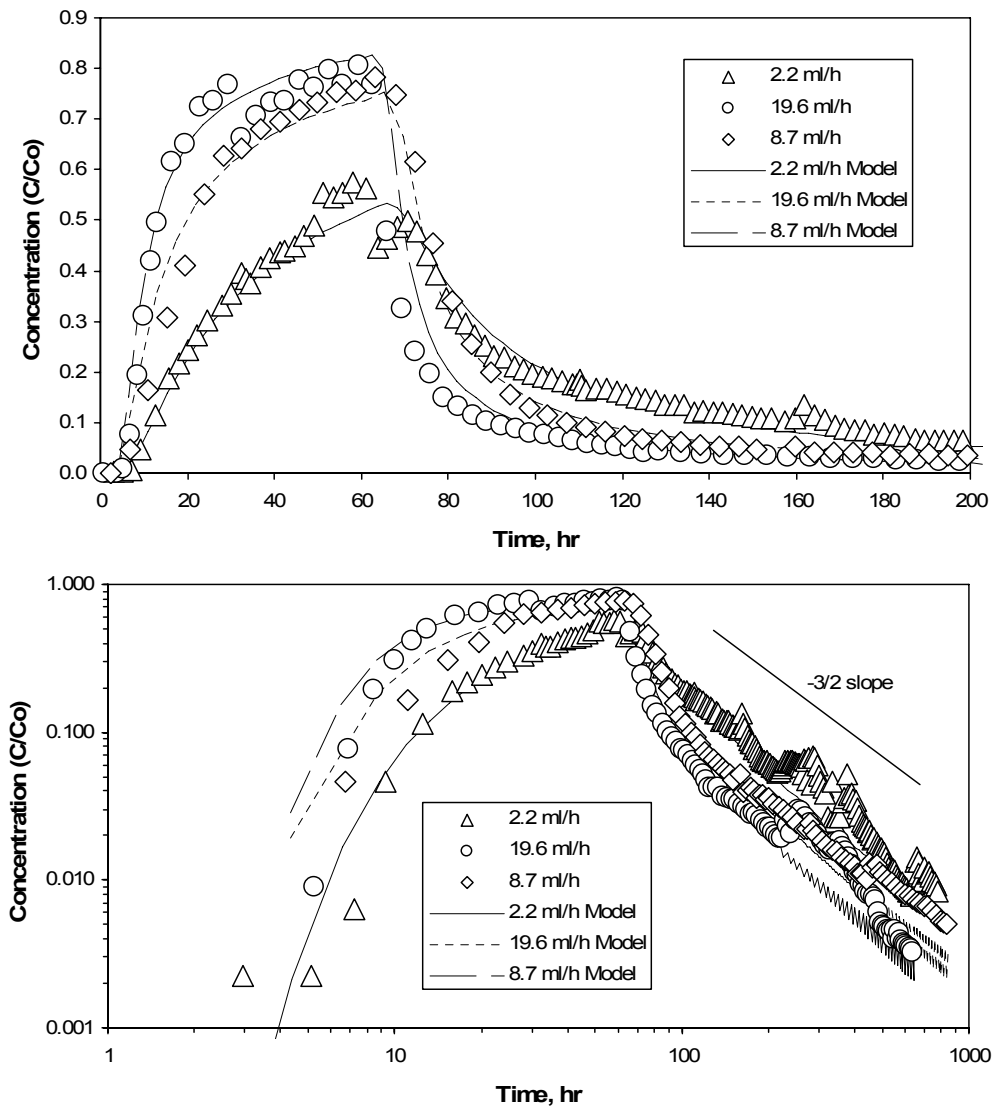 0.9
0.8
0.7
0.6
0.5
0.4
0.3
0.2
0.1
0.0
Concentration (C/Co)
2.2 ml/h
19.6 ml/h
8.7 ml/h
2.2 ml/h Model
19.6 ml/h Model
8.7 ml/h Model
0 20 40 60 80 100 120 140 160 180 200
Time, hr
1.000
0.100
0.010
0.001
Concentration (C/Co)
-3/2 slope
2.2 ml/h
19.6 ml/h
8.7 ml/h
2.2 ml/h Model
19.6 ml/h Model
8.7 ml/h Model
1 10 100 1000
Time, hr